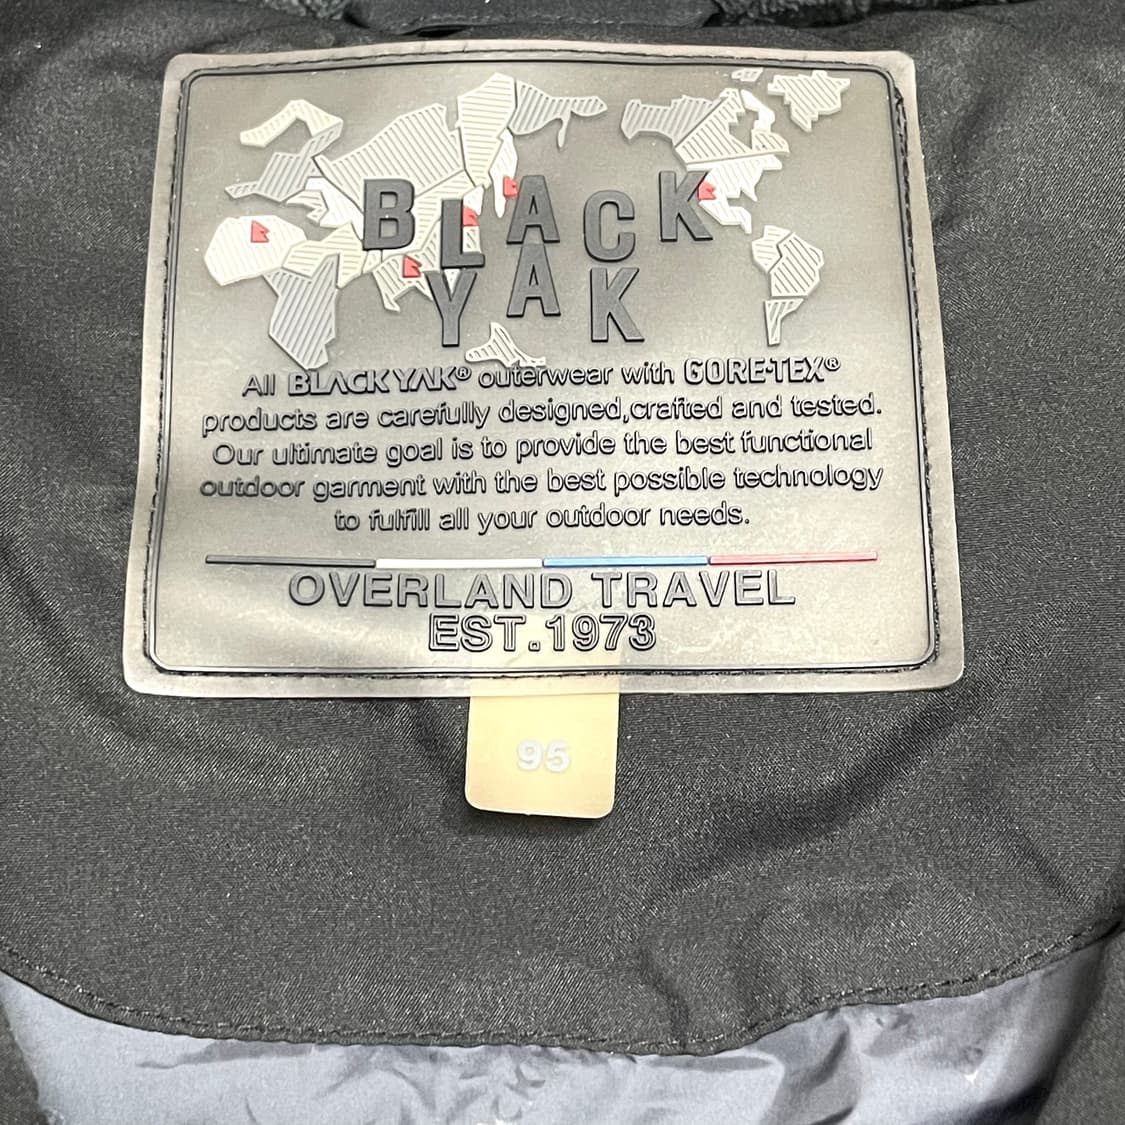 BLACK
YAK
All BLACKYAK® outerwear with GORE-TEX®
products are carefully designed,crafted and tested.
Our ultimate goal is to provide the best functional
outdoor garment with the best possible technology
to fulfill all your outdoor needs.
OVERLAND TRAVEL
EST.1973
95